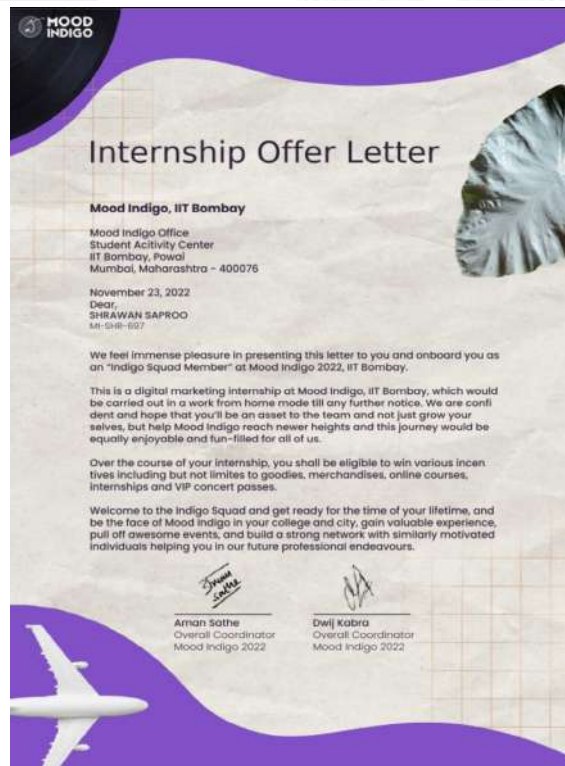 MOOD
INDIGO
Internship Offer Letter
Mood Indigo, IIT Bombay
Mood Indigo Office
Student Acitivity Center
IIT Bombay, Powai
Mumbai, Maharashtra - 400076
November 23, 2022
Dear,
SHRAWAN SAPROO
MI-SHR-697
We feel immense pleasure in presenting this letter to you and onboard you as
an "Indigo Squad Member" at Mood Indigo 2022, IIT Bombay.
This is a digital marketing internship at Mood Indigo, IIT Bombay, which would
be carried out in a work from home mode till any further notice. We are confi
dent and hope that you'll be an asset to the team and not just grow your
selves, but help Mood Indigo reach newer heights and this journey would be
equally enjoyable and fun-filled for all of us.
Over the course of your internship, you shall be eligible to win various incen
tives including but not limites to goodies, merchandises, online courses,
internships and VIP concert passes.
Welcome to the Indigo Squad and get ready for the time of your lifetime, and
be the face of Mood Indigo in your college and city, gain valuable experience,
pull off awesome events, and build a strong network with similarly motivated
individuals helping you in our future professional endeavours.
Aman Sathe
Overall Coordinator
Mood Indigo 2022
Dwij Kabra
Overall Coordinator
Mood Indigo 2022